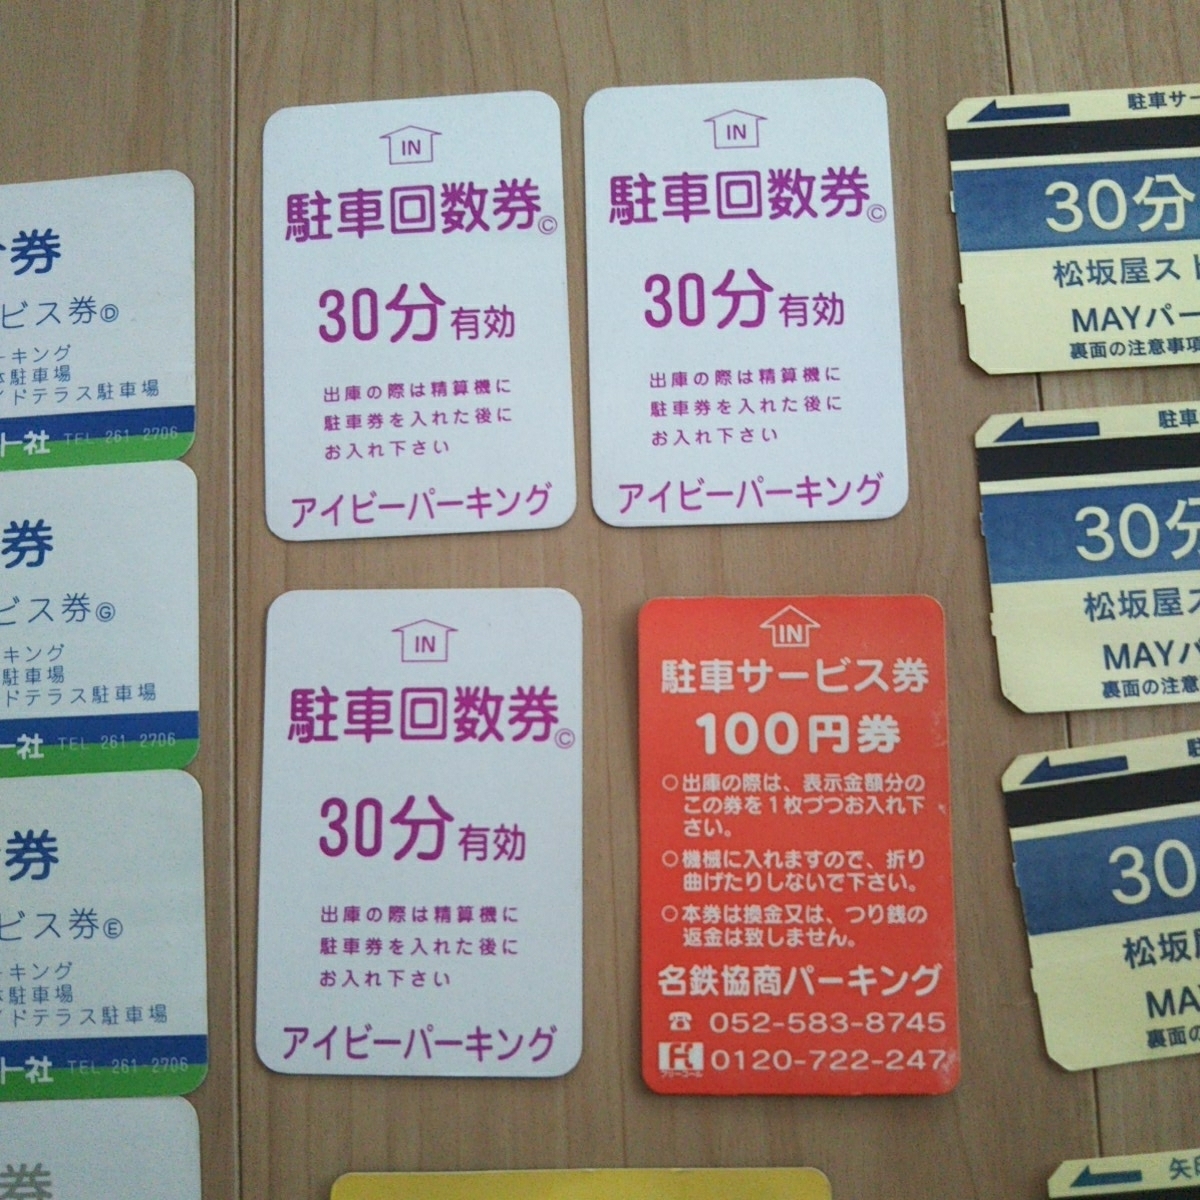 券
ビス券Ⓓ
ーキング
駐車場
イドテラス駐車場
ト社 TEL 261 2706
券
ビス券Ⓖ
キング
駐車場
ドテラス駐車場
ー社 TEL 261 2706
券
ビス券Ⓔ
ーキング
駐車場
イドテラス駐車場
ト社 TEL 261 2706
券
IN
駐車回数券Ⓒ
30分有効
出庫の際は精算機に
駐車券を入れた後に
お入れ下さい
アイビーパーキング
IN
駐車回数券Ⓒ
30分有効
出庫の際は精算機に
駐車券を入れた後に
お入れ下さい
アイビーパーキング
IN
駐車回数券Ⓒ
30分有効
出庫の際は精算機に
駐車券を入れた後に
お入れ下さい
アイビーパーキング
IN
駐車サービス券
100円券
○出庫の際は、表示金額分の
この券を1枚づつお入れ下
さい。
○機械に入れますので、折り
曲げたりしないで下さい。
○本券は換金又は、つり銭の
返金は致しません。
名鉄協商パーキング
☎ 052-583-8745
0120-722-247
駐車サー
30分
松坂屋スト
MAYパー
裏面の注意事項
駐車
30分
松坂屋ス
MAYパ
裏面の注意
駐
30
松坂屋
MA
裏面の
矢